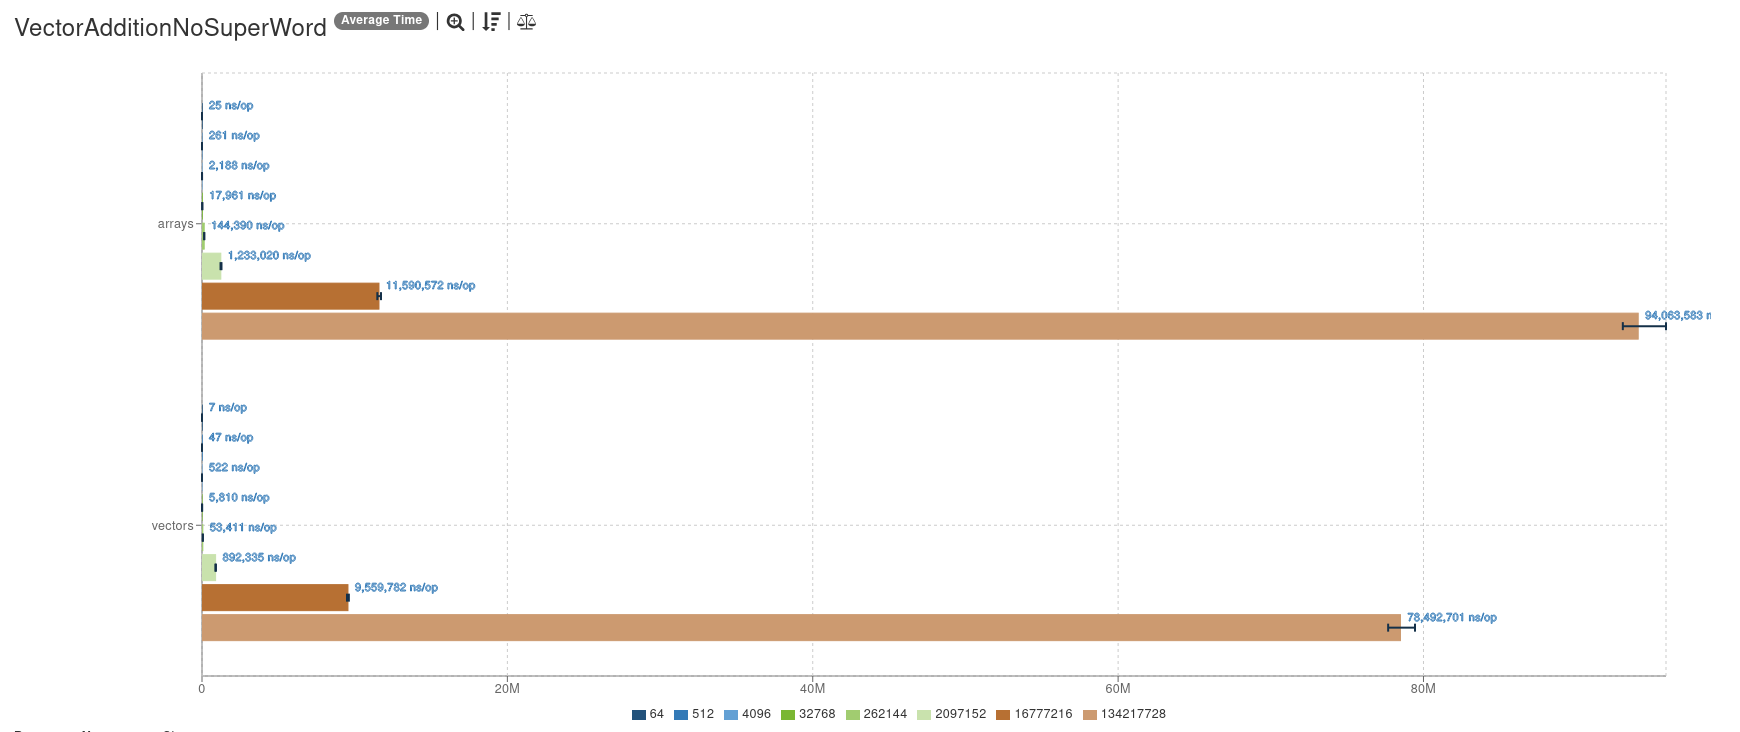 VectorAdditionNoSuperWord Average Time
25 ns/op
261 ns/op
2,188 ns/op
17,961 ns/op
arrays
144,390 ns/op
1,233,020 ns/op
11,590,572 ns/op
94,063,583 n
7 ns/op
47 ns/op
522 ns/op
5,810 ns/op
vectors
53,411 ns/op
892,335 ns/op
9,559,782 ns/op
78,492,701 ns/op
0 20M 40M 60M 80M
64 512 4096 32768 262144 2097152 16777216 134217728